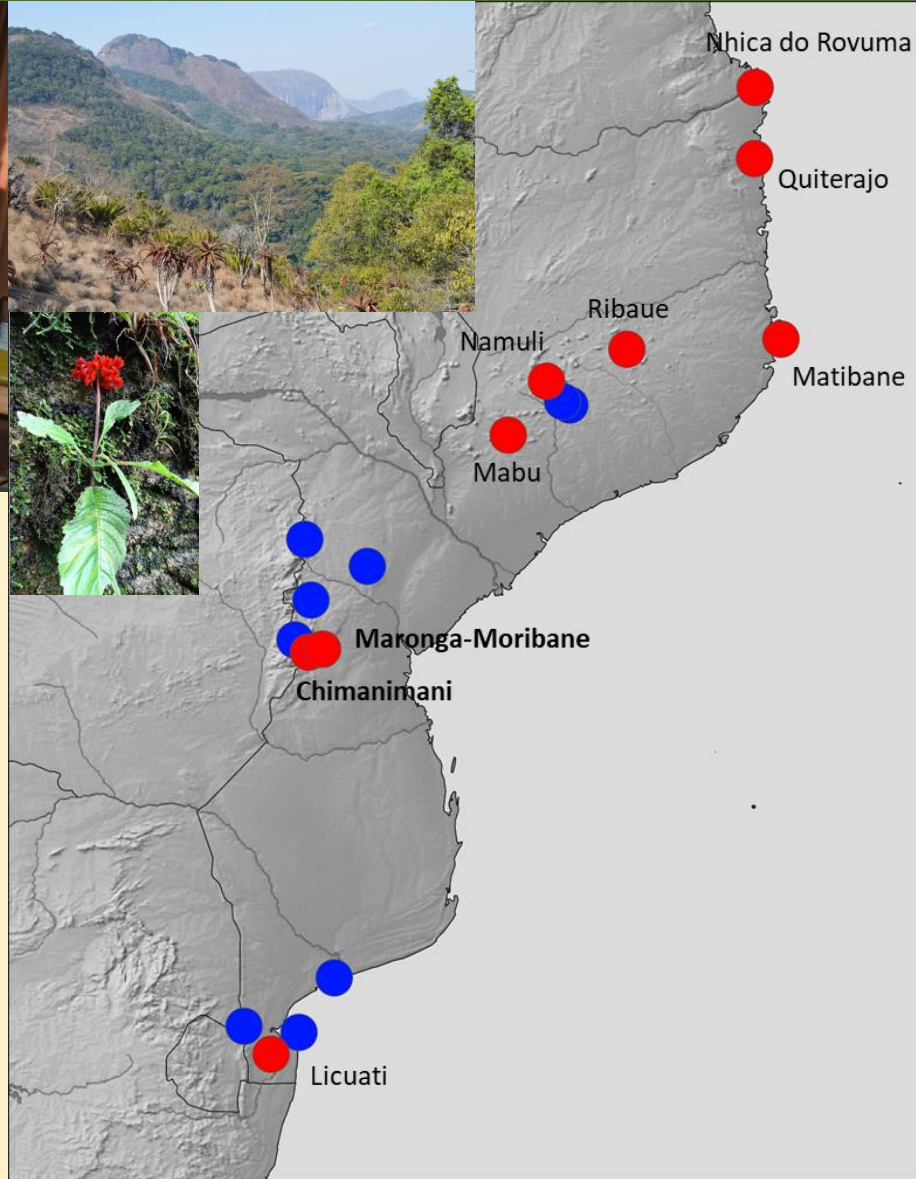 Nhica do Rovuma
Quiterajo
Ribaue
Namuli
Matibane
Mabu
Maronga-Moribane
Chimanimani
Licuati